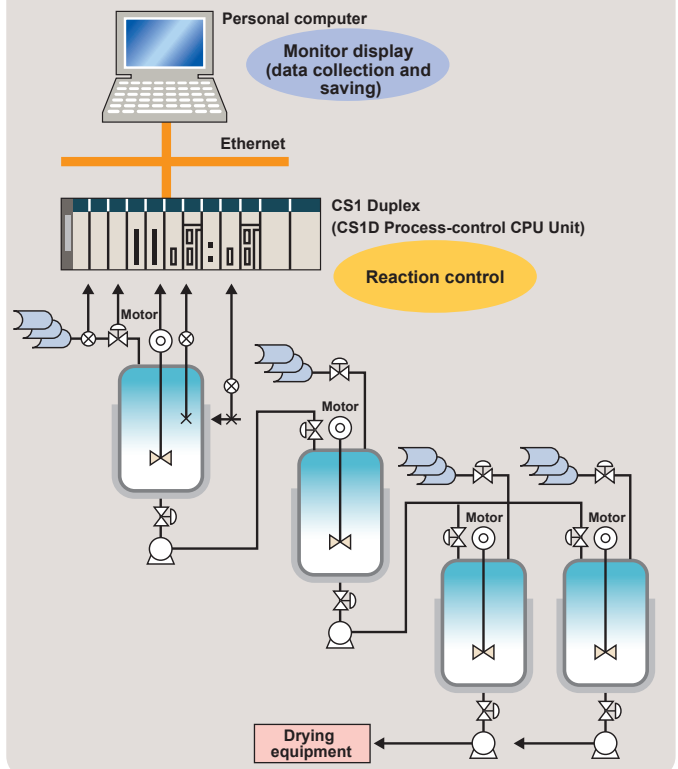 Personal computer
Monitor display
(data collection and
saving)
Ethernet
CS1 Duplex
(CS1D Process-control CPU Unit)
Reaction control
Motor
Motor
Motor
Motor
Drying
equipment